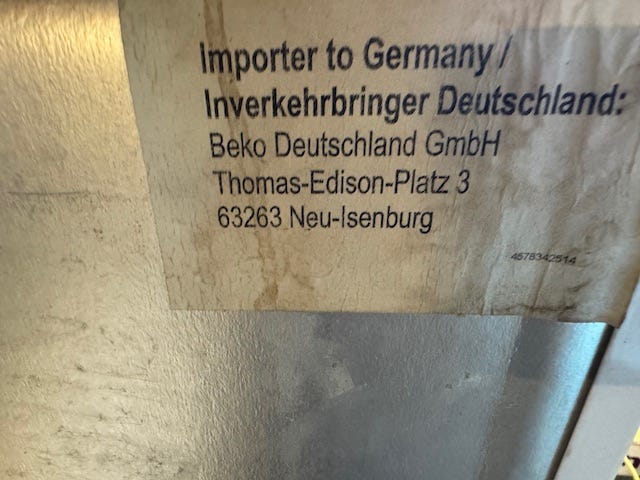 Importer to Germany /
Inverkehrbringer Deutschland:
Beko Deutschland GmbH
Thomas-Edison-Platz 3
63263 Neu-Isenburg
4578342514